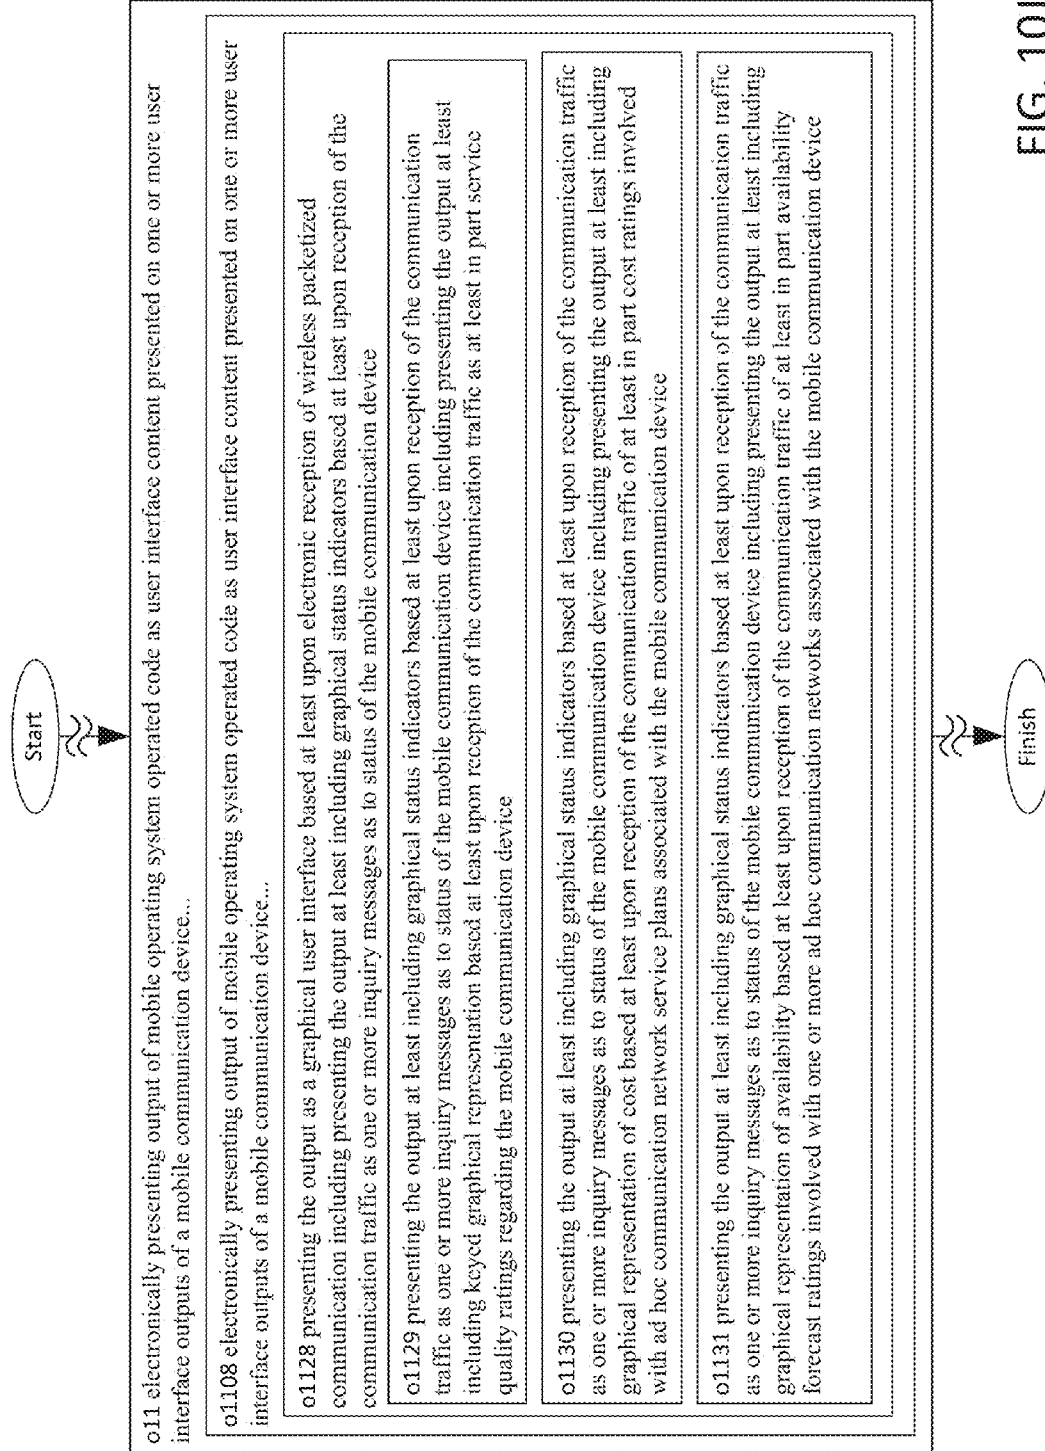 Start
o11 electronically presenting output of mobile operating system operated code as user interface content presented on one or more user
interface outputs of a mobile communication device...
o1108 electronically presenting output of mobile operating system operated code as user interface content presented on one or more user
interface outputs of a mobile communication device...
o1128 presenting the output as a graphical user interface based at least upon electronic reception of wireless packetized
communication including presenting the output at least including graphical status indicators based at least upon reception of the
communication traffic as one or more inquiry messages as to status of the mobile communication device
o1129 presenting the output at least including graphical status indicators based at least upon reception of the communication
traffic as one or more inquiry messages as to status of the mobile communication device including presenting the output at least
including keyed graphical representation based at least upon reception of the communication traffic as at least in part service
quality ratings regarding the mobile communication device
o1130 presenting the output at least including graphical status indicators based at least upon reception of the communication traffic
as one or more inquiry messages as to status of the mobile communication device including presenting the output at least including
graphical representation of cost based at least upon reception of the communication traffic of at least in part cost ratings involved
with ad hoc communication network service plans associated with the mobile communication device
o1131 presenting the output at least including graphical status indicators based at least upon reception of the communication traffic
as one or more inquiry messages as to status of the mobile communication device including presenting the output at least including
graphical representation of availability based at least upon reception of the communication traffic of at least in part availability
forecast ratings involved with one or more ad hoc communication networks associated with the mobile communication device
Finish
FIG.